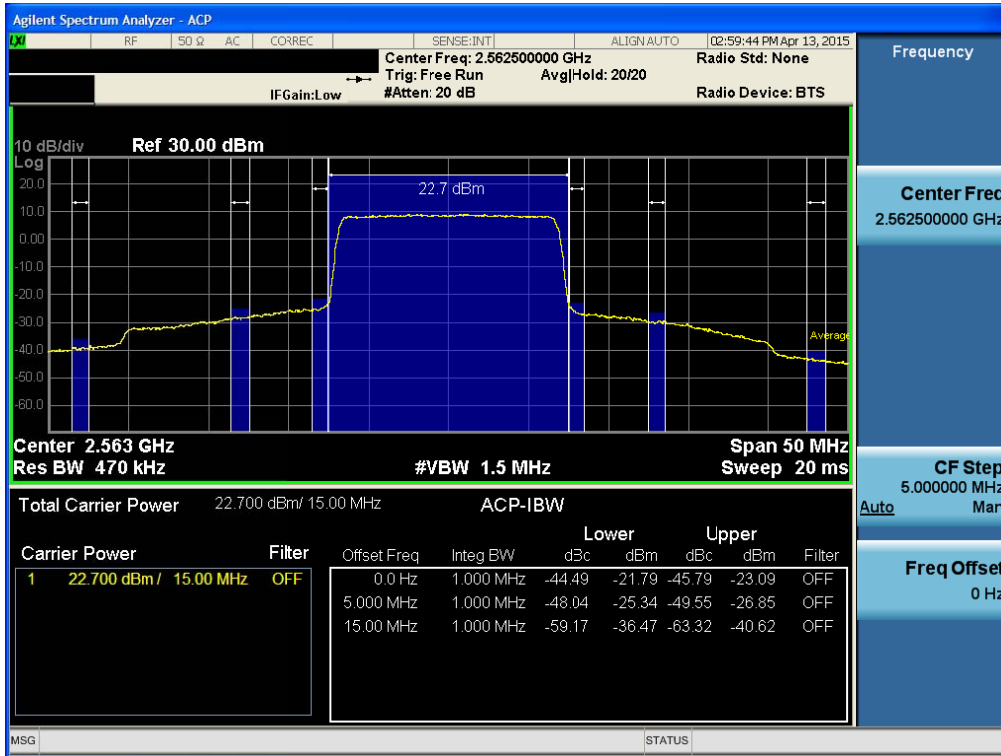 Agilent Spectrum Analyzer - ACP
LXI RF 50 Ω AC CORREC SENSE:INT ALIGN AUTO 02:59:44 PM Apr 13, 2015
Center Freq: 2.562500000 GHz Radio Std: None
Trig: Free Run Avg|Hold: 20/20
IFGain:Low #Atten: 20 dB Radio Device: BTS
10 dB/div Ref 30.00 dBm
Log
20.0
10.0
0.00
-10.0
-20.0
-30.0
-40.0
-50.0
-60.0
22.7 dBm
Average
Center 2.563 GHz Span 50 MHz
Res BW 470 kHz #VBW 1.5 MHz Sweep 20 ms
Total Carrier Power 22.700 dBm/ 15.00 MHz ACP-IBW
Lower Upper
Carrier Power Filter Offset Freq Integ BW dBc dBm dBc dBm Filter
1 22.700 dBm / 15.00 MHz OFF 0.0 Hz 1.000 MHz -44.49 -21.79 -45.79 -23.09 OFF
5.000 MHz 1.000 MHz -48.04 -25.34 -49.55 -26.85 OFF
15.00 MHz 1.000 MHz -59.17 -36.47 -63.32 -40.62 OFF
Frequency
Center Freq
2.562500000 GHz
CF Step
5.000000 MHz
Auto Man
Freq Offset
0 Hz
MSG STATUS